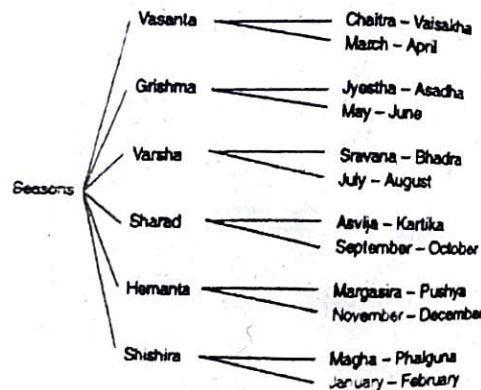 Vasanta
Chaitra – Vaisakha
March – April
Grishma
Jyestha – Asadha
May – June
Varsha
Sravana – Bhadra
July – August
Seasons
Sharad
Asvija – Kartika
September – October
Hemanta
Margasira – Pushya
November – December
Shishira
Magha – Phalguna
January – February